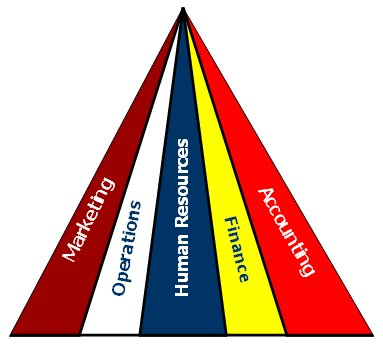 Marketing
Operations
Human Resources
Finance
Accounting